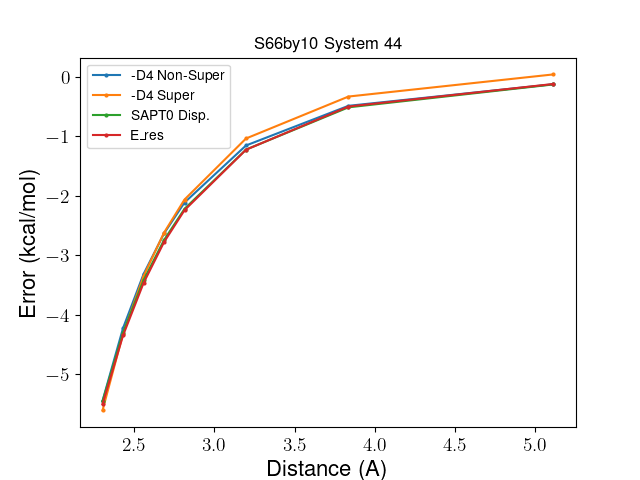 S66by10 System 44
-D4 Non-Super
-D4 Super
SAPT0 Disp.
E_res
0
−1
−2
−3
−4
−5
Error (kcal/mol)
2.5 3.0 3.5 4.0 4.5 5.0
Distance (A)